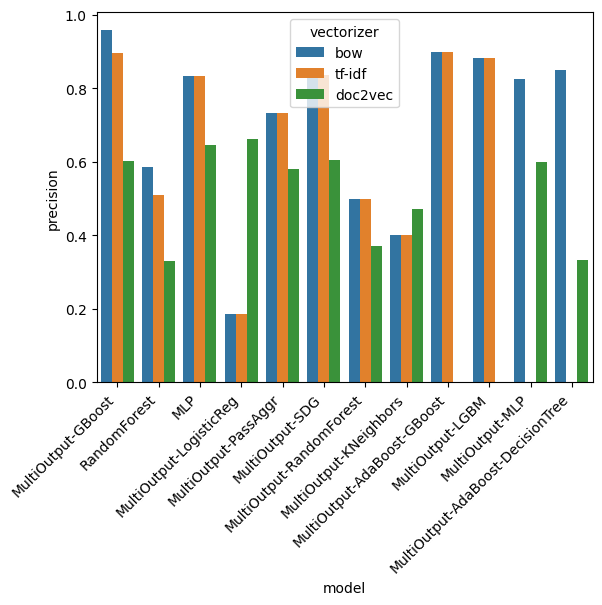 vectorizer
bow
tf-idf
doc2vec
precision
1.0
0.8
0.6
0.4
0.2
0.0
MultiOutput-GBoost
RandomForest
MLP
MultiOutput-LogisticReg
MultiOutput-PassAggr
MultiOutput-SDG
MultiOutput-RandomForest
MultiOutput-KNeighbors
MultiOutput-AdaBoost-GBoost
MultiOutput-LGBM
MultiOutput-MLP
MultiOutput-AdaBoost-DecisionTree
model